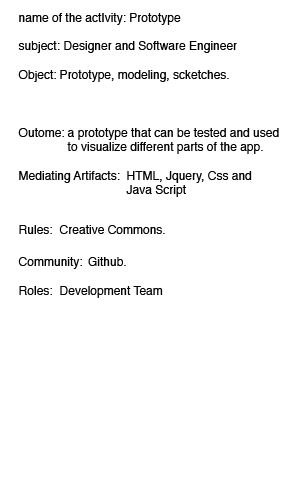 name of the actIvity: Prototype
subject: Designer and Software Engineer
Object: Prototype, modeling, scketches.
Outome: a prototype that can be tested and used
to visualize different parts of the app.
Mediating Artifacts: HTML, Jquery, Css and
Java Script
Rules: Creative Commons.
Community: Github.
Roles: Development Team